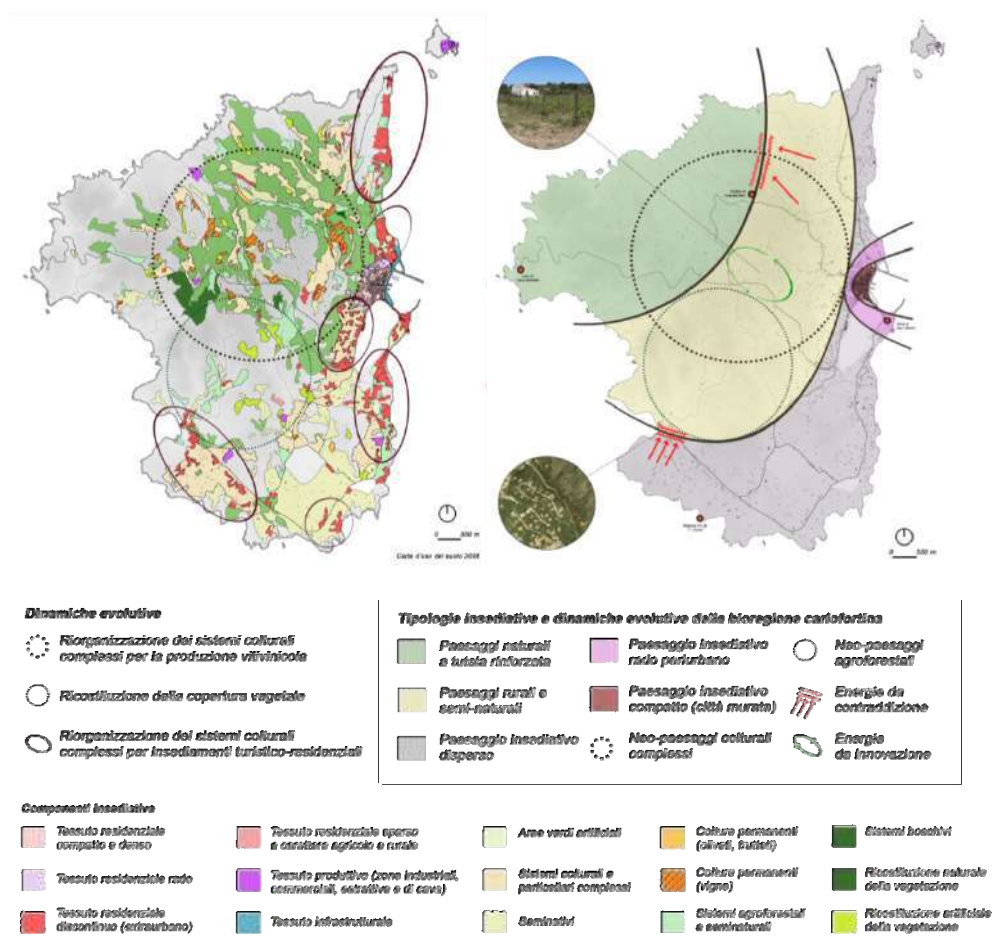 0 500 m
Carta d'uso del suolo 2008
0 500 m
Dinamiche evolutive
Riorganizzazione dei sistemi colturali
complessi per la produzione vitivinicola
Ricostituzione della copertura vegetale
Riorganizzazione dei sistemi colturali
complessi per insediamenti turistico-residenziali
Tipologie insediative e dinamiche evolutive della bioregione carlofortina
Paesaggi naturali
a tutela rinforzata
Paesaggi rurali e
semi-naturali
Paesaggio insediativo
disperso
Paesaggio insediativo
rado periurbano
Paesaggio insediativo
compatto (città murata)
Neo-paesaggi colturali
complessi
Neo-paesaggi
agroforestali
Energie da
contraddizione
Energie
da innovazione
Componenti insediative
Tessuto residenziale
compatto e denso
Tessuto residenziale rado
Tessuto residenziale
discontinuo (extraurbano)
Tessuto residenziale sparso
a carattere agricolo e rurale
Tessuto produttivo (zone industriali,
commerciali, estrattive e di cava)
Tessuto infrastrutturale
Aree verdi artificiali
Sistemi colturali e
particellari complessi
Seminativi
Colture permanenti
(oliveti, frutteti)
Colture permanenti
(vigne)
Sistemi agroforestali
e seminaturali
Sistemi boschivi
Ricostituzione naturale
della vegetazione
Ricostituzione artificiale
della vegetazione